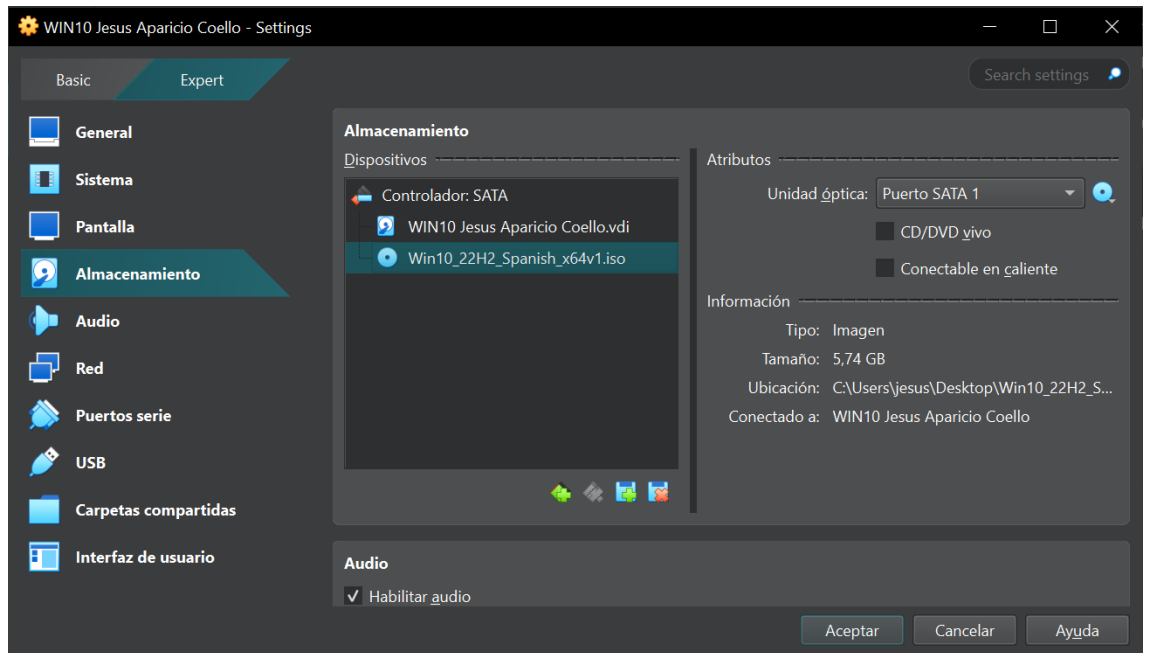 WIN10 Jesus Aparicio Coello - Settings
Basic
Expert
Search settings
General
Sistema
Pantalla
Almacenamiento
Audio
Red
Puertos serie
USB
Carpetas compartidas
Interfaz de usuario
Almacenamiento
Dispositivos
Controlador: SATA
WIN10 Jesus Aparicio Coello.vdi
Win10_22H2_Spanish_x64v1.iso
Atributos
Unidad óptica: Puerto SATA 1
CD/DVD vivo
Conectable en caliente
Información
Tipo: Imagen
Tamaño: 5,74 GB
Ubicación: C:\Users\jesus\Desktop\Win10_22H2_S...
Conectado a: WIN10 Jesus Aparicio Coello
Audio
Habilitar audio
Aceptar
Cancelar
Ayuda